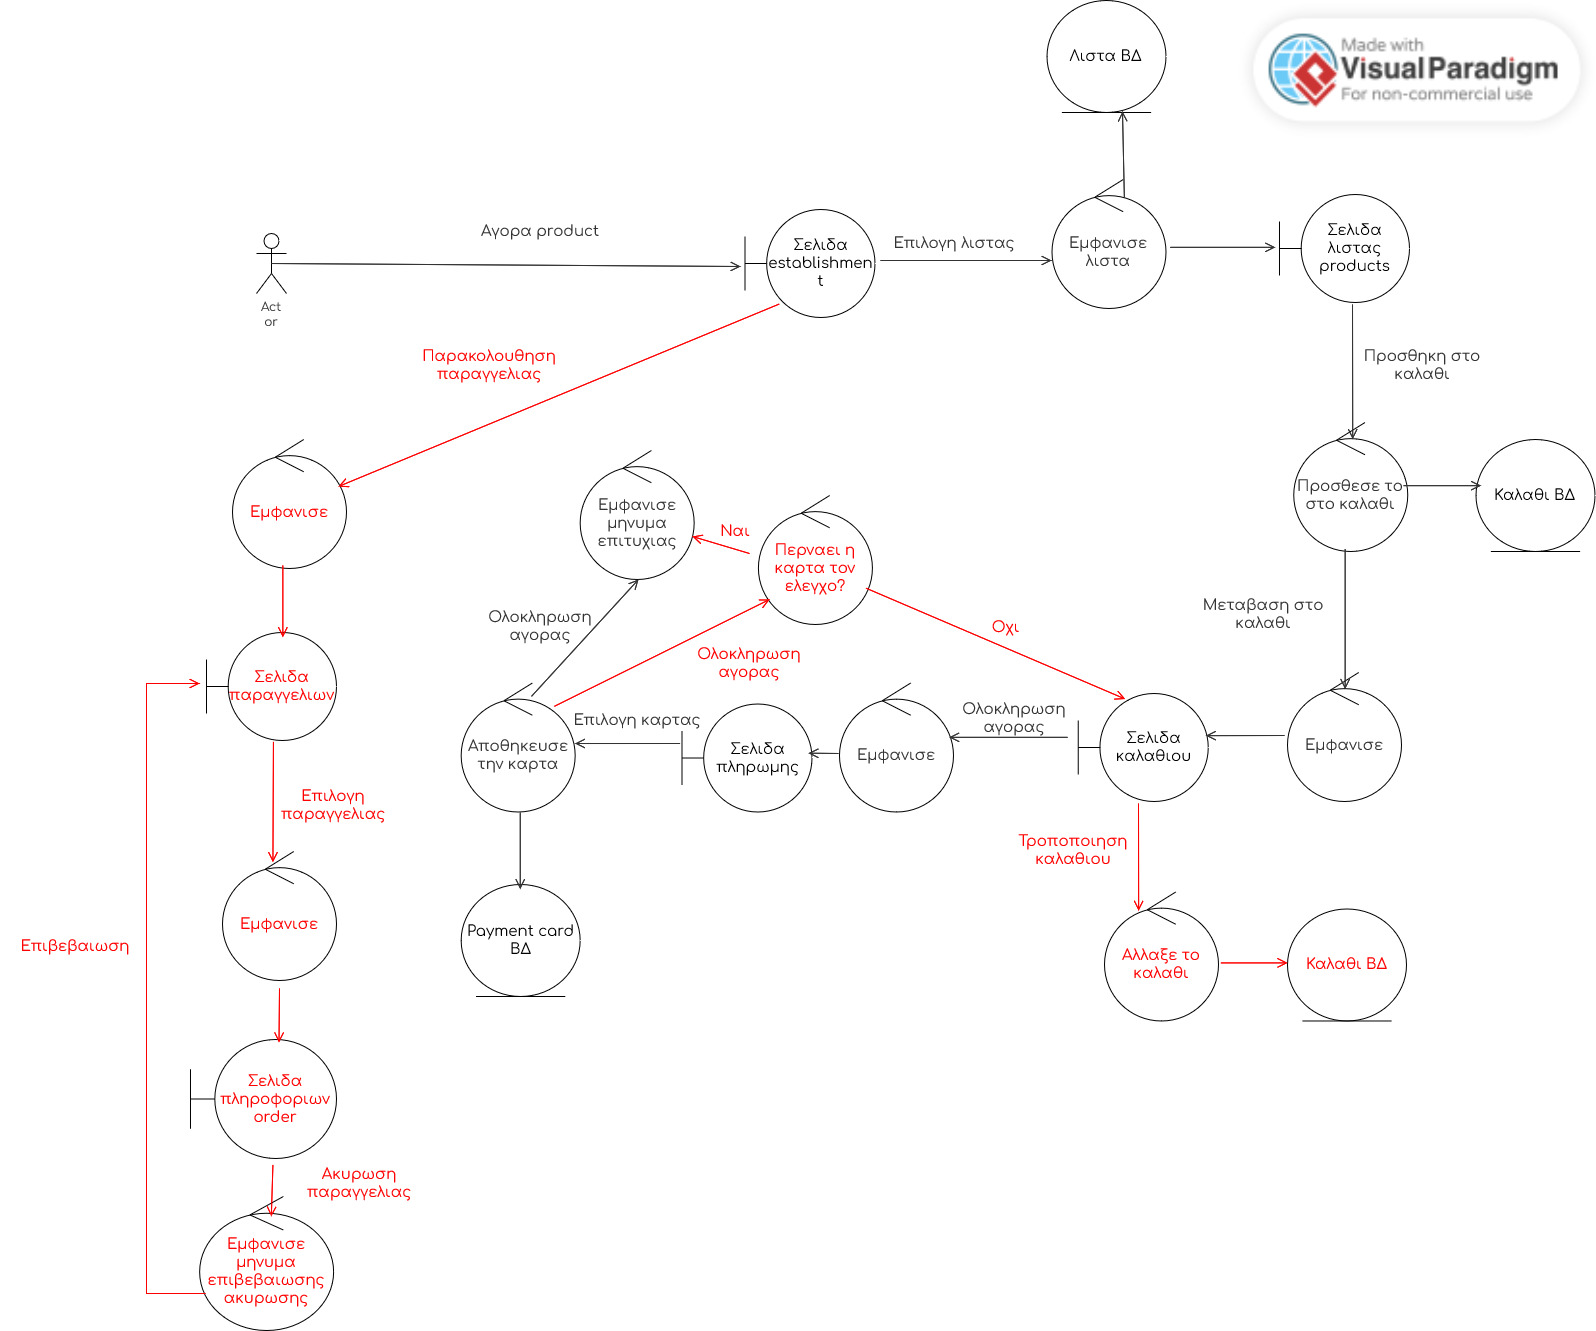 Λιστα ΒΔ
Made with
Visual Paradigm
For non-commercial use
Αγορα product
Σελιδα
establishmen
t
Επιλογη λιστας
Εμφανισε
λιστα
Σελιδα
λιστας
products
Act
or
Παρακολουθηση
παραγγελιας
Προσθηκη στο
καλαθι
Εμφανισε
Εμφανισε
μηνυμα
επιτυχιας
Ναι
Περναει η
καρτα τον
ελεγχο?
Προσθεσε το
στο καλαθι
Καλαθι ΒΔ
Ολοκληρωση
αγορας
Οχι
Μεταβαση στο
καλαθι
Ολοκληρωση
αγορας
Σελιδα
παραγγελιων
Αποθηκευσε
την καρτα
Επιλογη καρτας
Σελιδα
πληρωμης
Εμφανισε
Ολοκληρωση
αγορας
Σελιδα
καλαθιου
Εμφανισε
Επιλογη
παραγγελιας
Τροποποιηση
καλαθιου
Εμφανισε
Επιβεβαιωση
Payment card
ΒΔ
Αλλαξε το
καλαθι
Καλαθι ΒΔ
Σελιδα
πληροφοριων
order
Ακυρωση
παραγγελιας
Εμφανισε
μηνυμα
επιβεβαιωσης
ακυρωσης